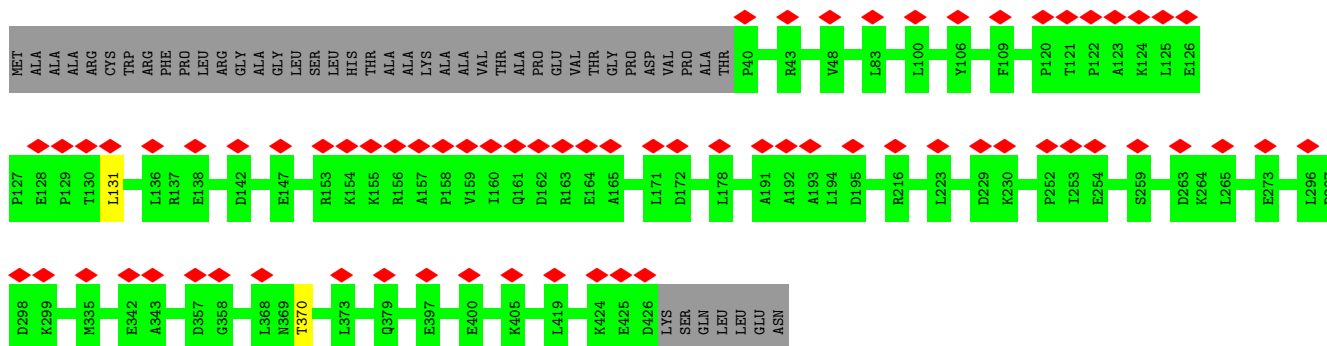 MET ALA ALA ALA ARG CYS TRP ARG PHE PRO LEU ARG GLY ALA GLY LEU SER LEU HIS THR ALA ALA LYS ALA ALA VAL THR ALA PRO GLU VAL THR GLY PRO ASP VAL PRO ALA THR P40 R43 V48 L83 L100 Y106 F109 P120 T121 P122 A123 K124 L125 E126
P127 E128 P129 T130 L131 L136 R137 E138 D142 E147 R153 K154 K155 R156 A157 P158 V159 I160 Q161 D162 R163 E164 A165 L171 D172 L178 A191 A192 A193 L194 D195 R216 L223 D229 K230 P252 I253 E254 S259 D263 K264 L265 E273 L296
D298 K299 M335 E342 A343 D357 G358 L368 N369 T370 L373 Q379 E397 E400 K405 L419 K424 E425 D426 LYS SER GLN LEU LEU GLU ASN